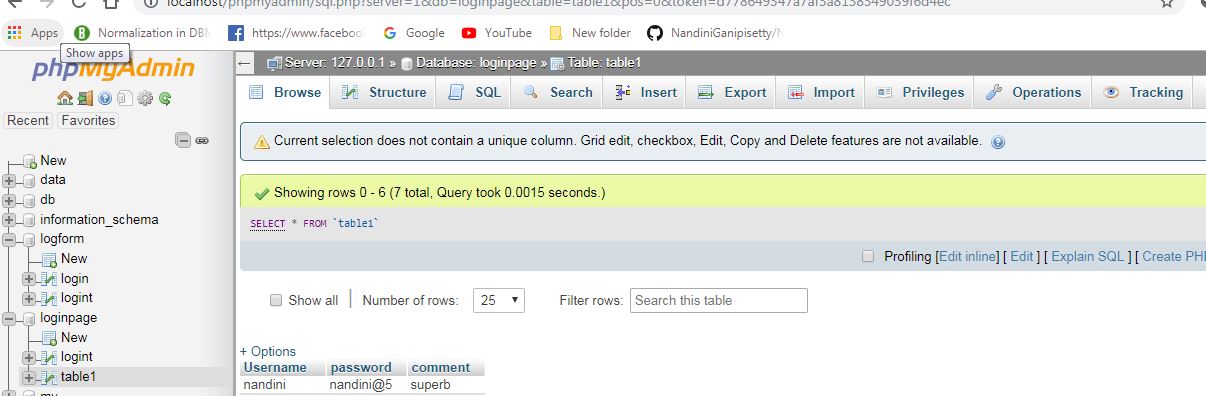 localhost/phpmyadmin/sql.php?server=1&db=loginpage&table=table1&pos=0&token=d778649547a7af3a8138549059f6d4ec
Apps
Normalization in DBM
https://www.faceboo
Google
YouTube
New folder
NandiniGanipisetty/N
Show apps
phpMyAdmin
Recent
Favorites
New
data
db
information_schema
logform
New
login
logint
loginpage
New
logint
table1
Server: 127.0.0.1 » Database: loginpage » Table: table1
Browse
Structure
SQL
Search
Insert
Export
Import
Privileges
Operations
Tracking
Current selection does not contain a unique column. Grid edit, checkbox, Edit, Copy and Delete features are not available.
Showing rows 0 - 6 (7 total, Query took 0.0015 seconds.)
SELECT * FROM `table1`
Profiling [Edit inline] [ Edit ] [ Explain SQL ] [ Create PH
Show all | Number of rows: 25 Filter rows: Search this table
+ Options
Username password comment
nandini nandini@5 superb